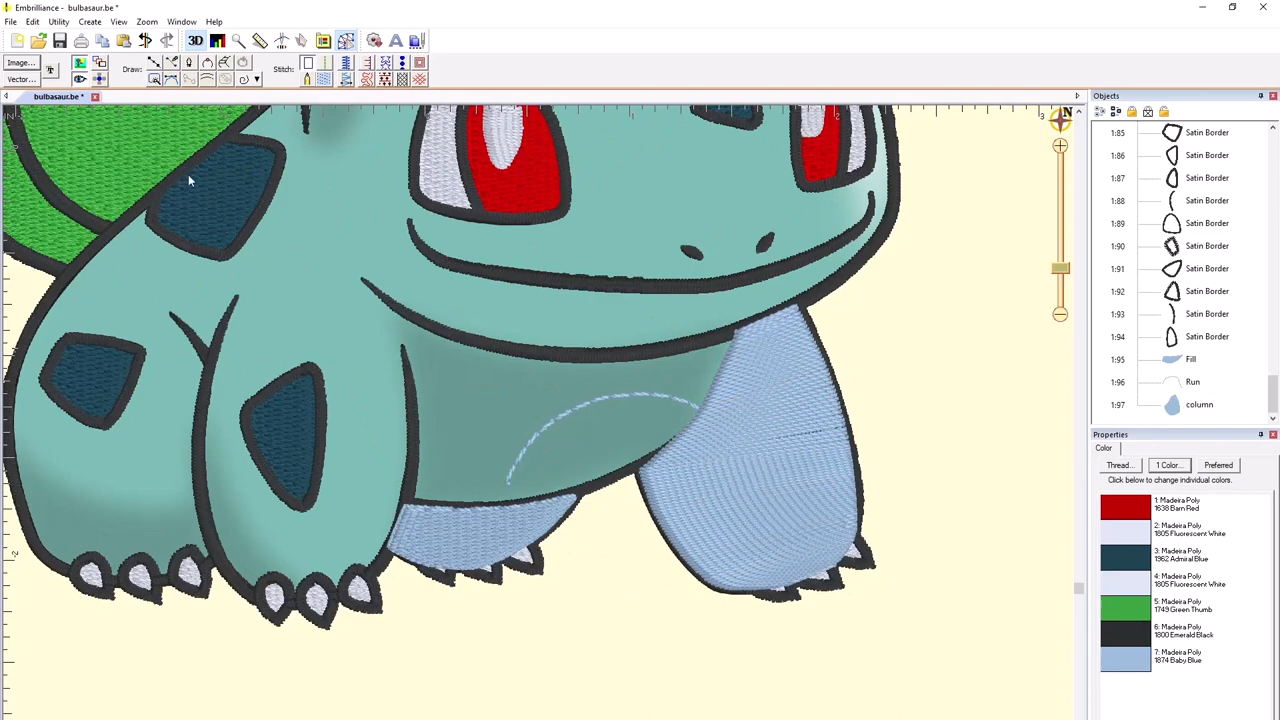 Embrilliance - bulbasaur.be *
File Edit Utility Create View Zoom Window Help
3D
Image... Draw: Stitch:
Vector... T
bulbasaur.be *
N
1
2
3
Objects
1:85 Satin Border
1:86 Satin Border
1:87 Satin Border
1:88 Satin Border
1:89 Satin Border
1:90 Satin Border
1:91 Satin Border
1:92 Satin Border
1:93 Satin Border
1:94 Satin Border
1:95 Fill
1:96 Run
1:97 column
Properties
Color
Thread... 1 Color... Preferred
Click below to change individual colors.
1: Madeira Poly
1638 Barn Red
2: Madeira Poly
1805 Fluorescent White
3: Madeira Poly
1962 Admiral Blue
4: Madeira Poly
1805 Fluorescent White
5: Madeira Poly
1749 Green Thumb
6: Madeira Poly
1800 Emerald Black
7: Madeira Poly
1874 Baby Blue